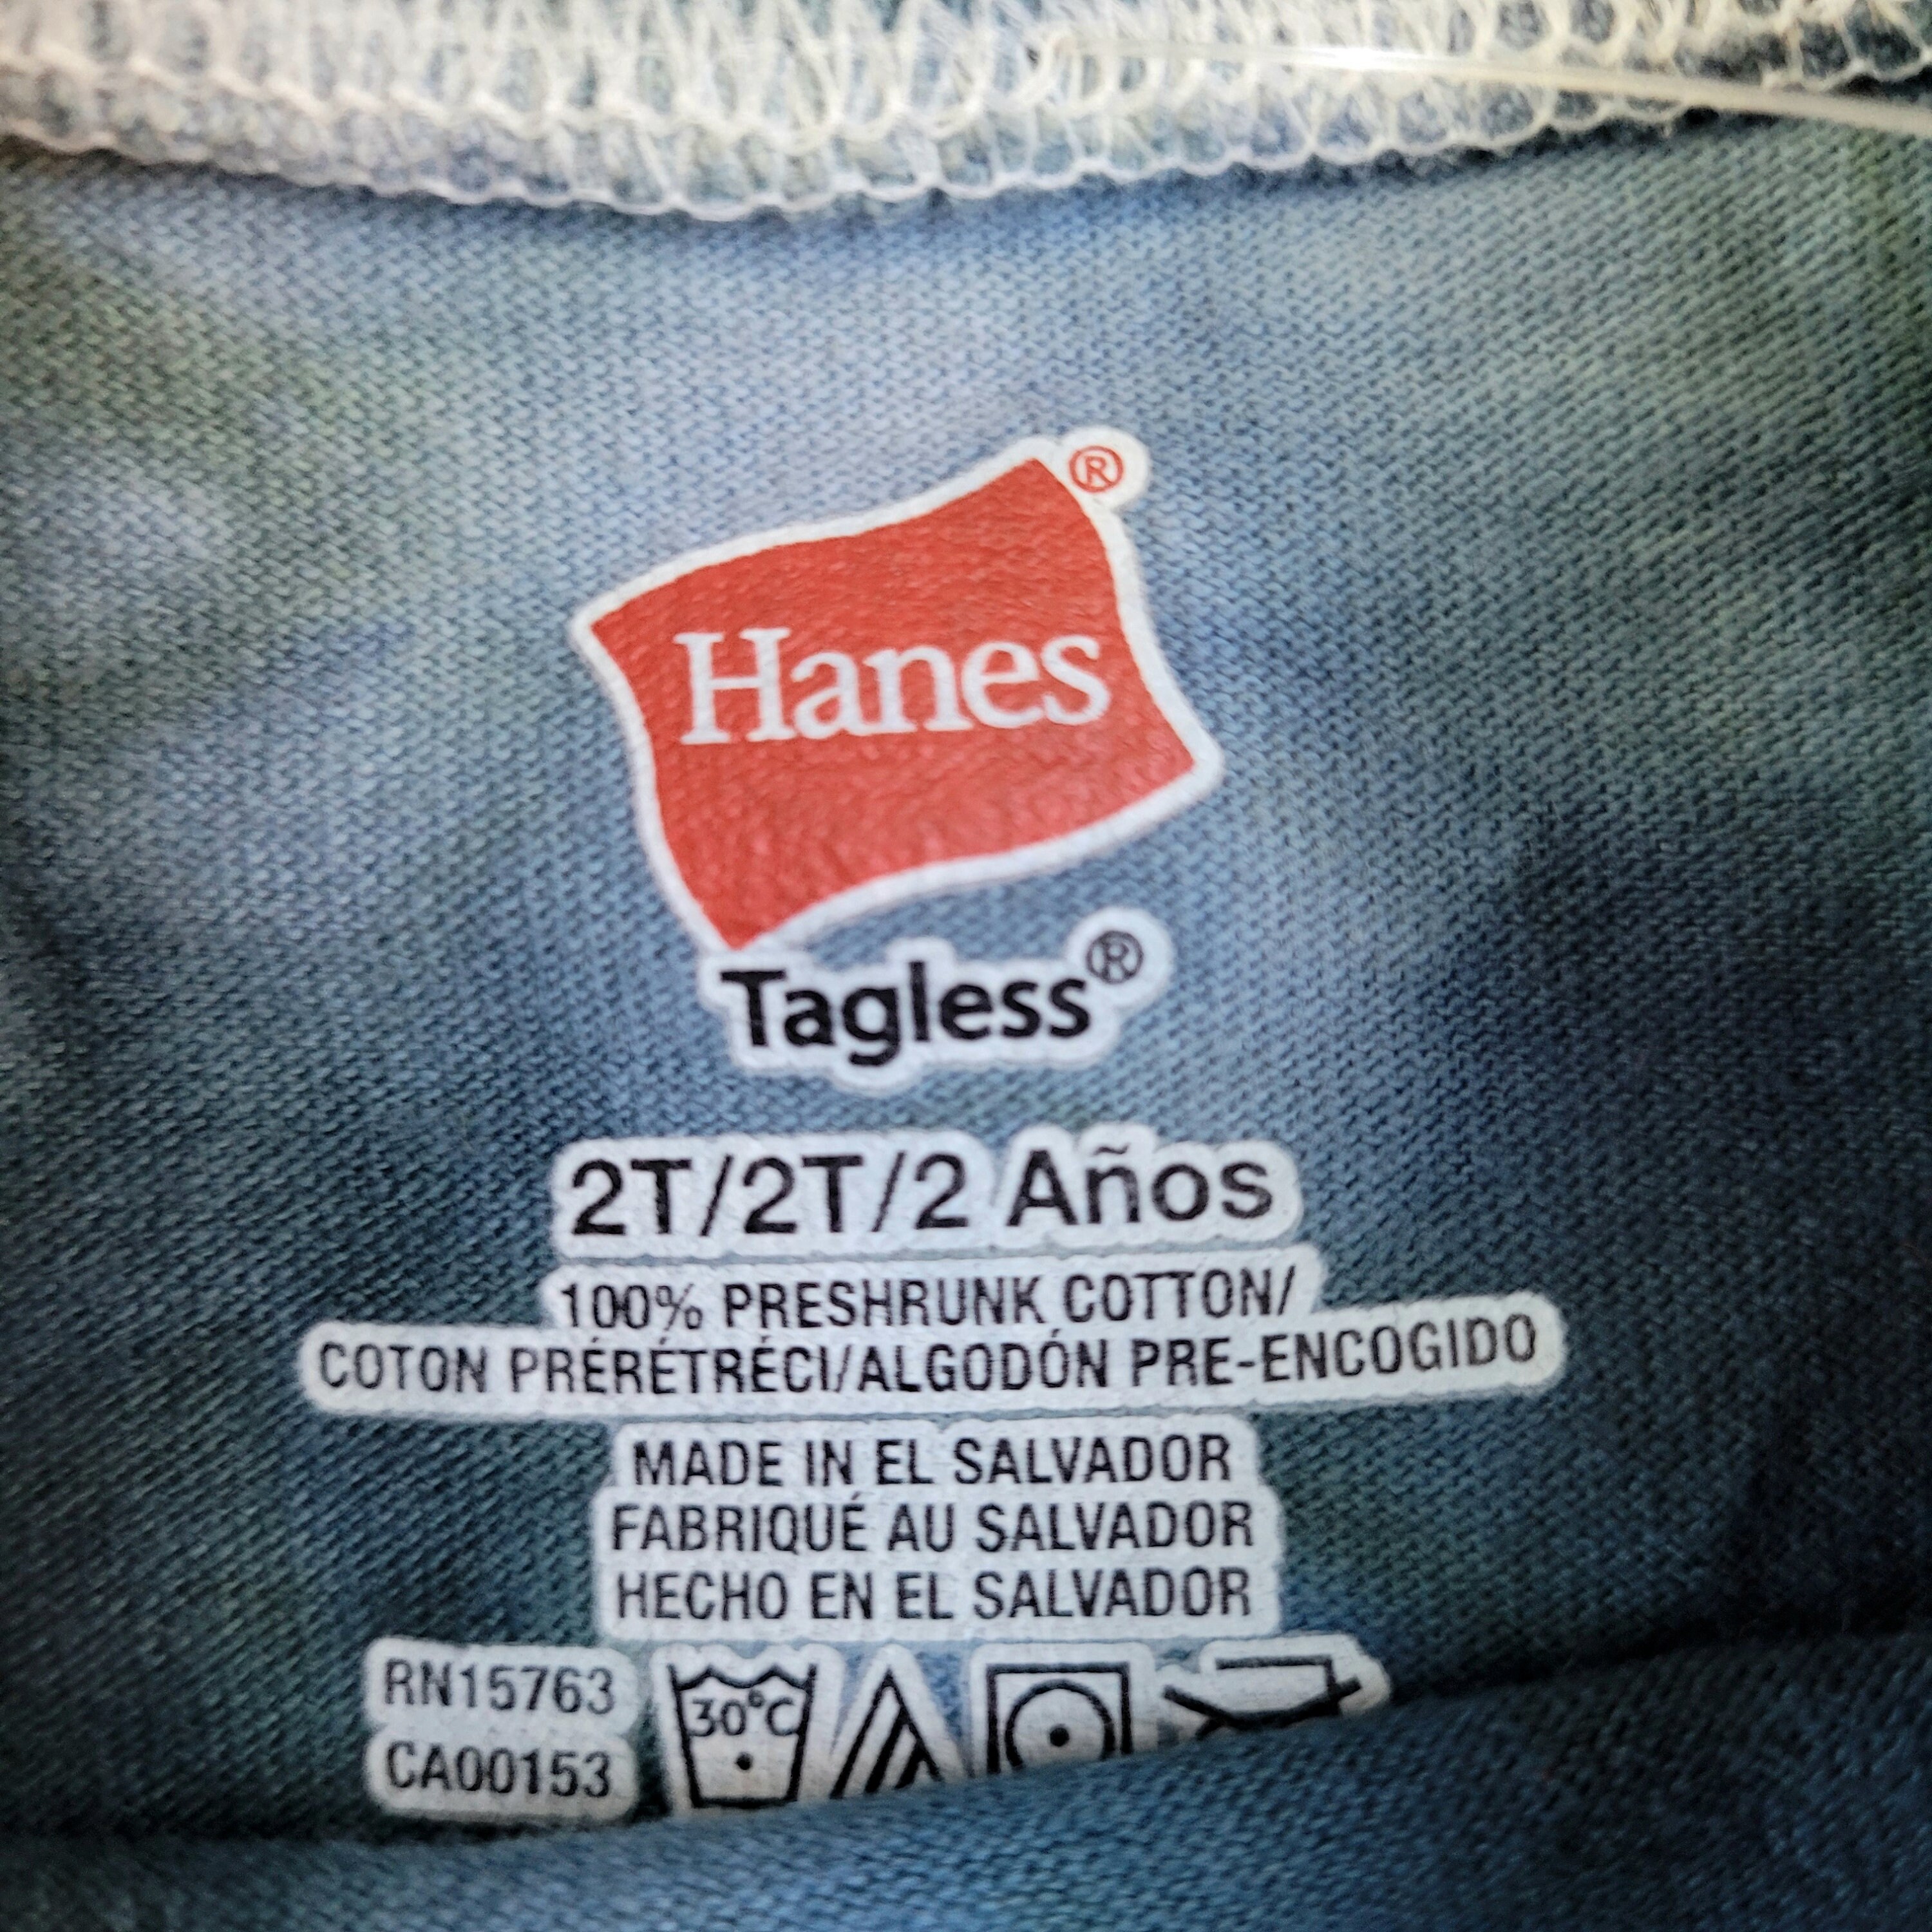 Hanes®
Tagless®
2T/2T/2 Años
100% PRESHRUNK COTTON/
COTON PRÉRÉTRÉCI/ALGODÓN PRE-ENCOGIDO
MADE IN EL SALVADOR
FABRIQUÉ AU SALVADOR
HECHO EN EL SALVADOR
RN15763
CA00153
30°C